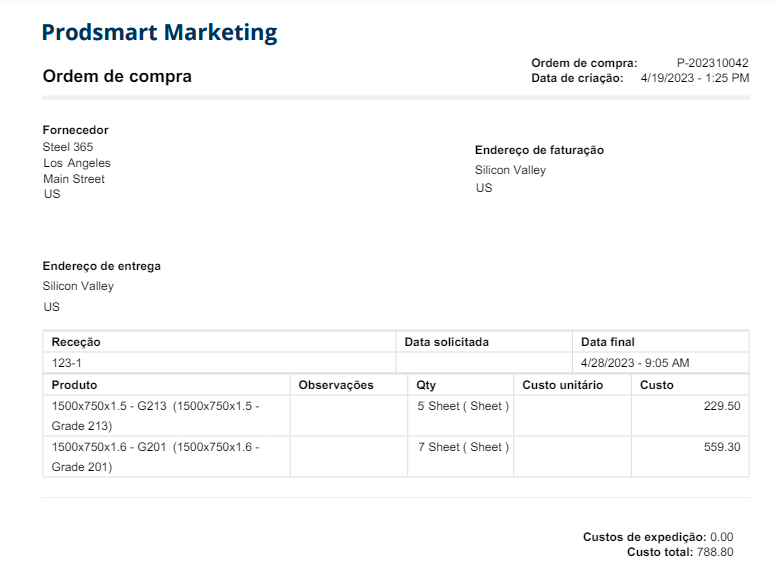 Prodsmart Marketing
Ordem de compra
Ordem de compra: P-202310042
Data de criação: 4/19/2023 - 1:25 PM
Fornecedor
Steel 365
Los Angeles
Main Street
US
Endereço de faturação
Silicon Valley
US
Endereço de entrega
Silicon Valley
US
Receção Data solicitada Data final
123-1 4/28/2023 - 9:05 AM
Produto Observações Qty Custo unitário Custo
1500x750x1.5 - G213 (1500x750x1.5 - 5 Sheet ( Sheet ) 229.50
Grade 213)
1500x750x1.6 - G201 (1500x750x1.6 - 7 Sheet ( Sheet ) 559.30
Grade 201)
Custos de expedição: 0.00
Custo total: 788.80